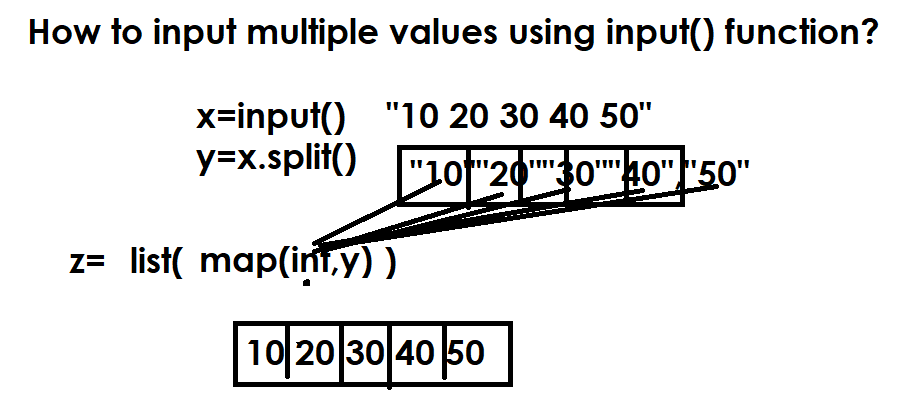 How to input multiple values using input() function?
x=input() "10 20 30 40 50"
y=x.split()
"10""20""30""40","50"
z= list( map(int,y) )
10 20 30 40 50